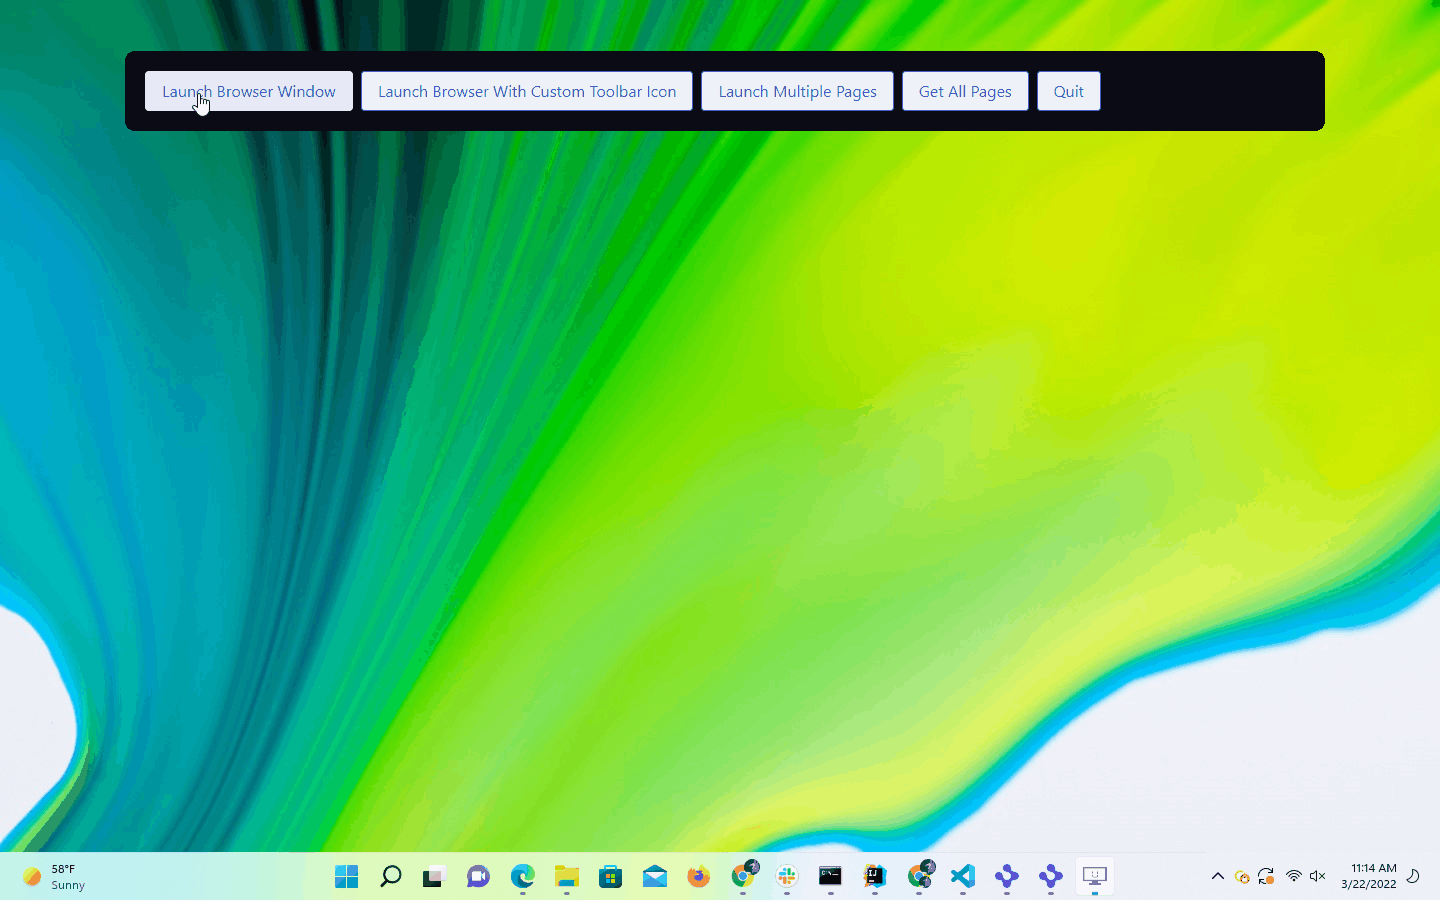 Launch Browser Window
Launch Browser With Custom Toolbar Icon
Launch Multiple Pages
Get All Pages
Quit
58°F
Sunny
11:14 AM
3/22/2022